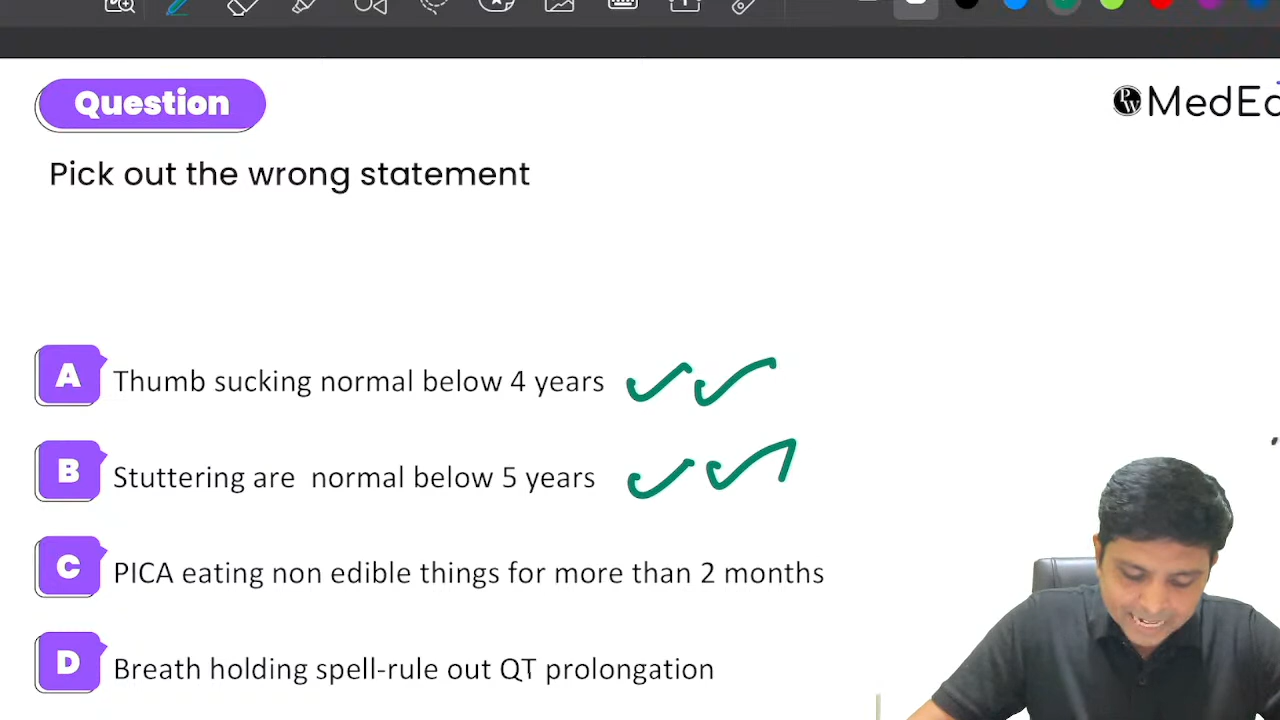 Question
PW MedEd
Pick out the wrong statement
A Thumb sucking normal below 4 years
B Stuttering are normal below 5 years
C PICA eating non edible things for more than 2 months
D Breath holding spell-rule out QT prolongation